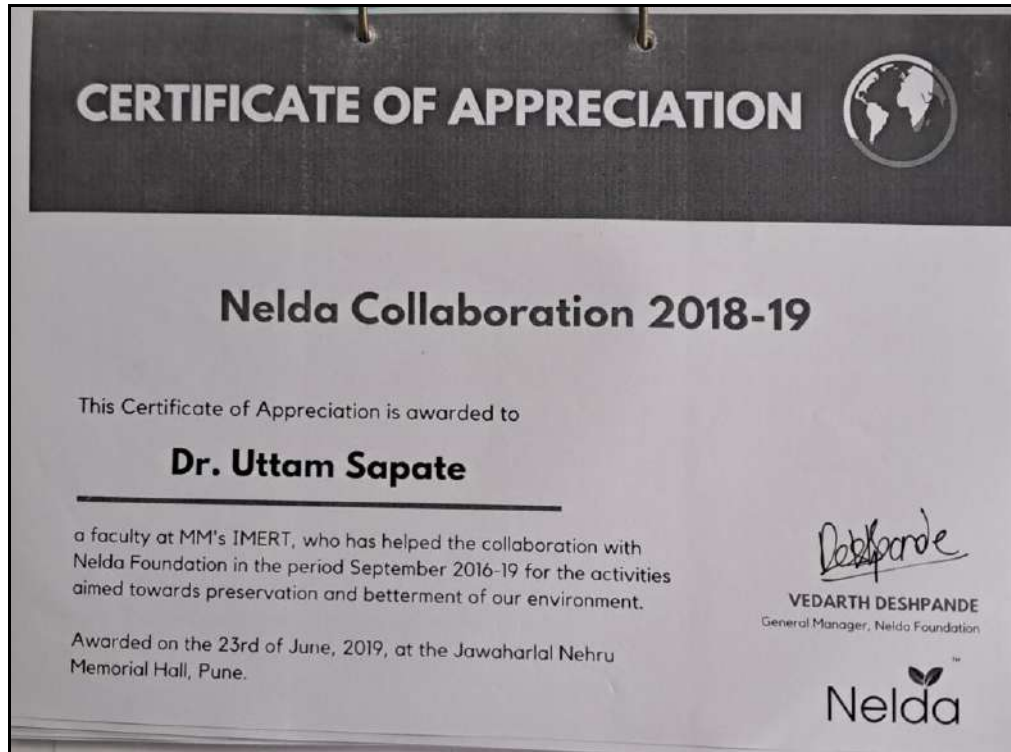 CERTIFICATE OF APPRECIATION
Nelda Collaboration 2018-19
This Certificate of Appreciation is awarded to
Dr. Uttam Sapate
a faculty at MM's IMERT, who has helped the collaboration with
Nelda Foundation in the period September 2016-19 for the activities
aimed towards preservation and betterment of our environment.
Awarded on the 23rd of June, 2019, at the Jawaharlal Nehru
Memorial Hall, Pune.
Deshpande
VEDARTH DESHPANDE
General Manager, Nelda Foundation
Nelda™